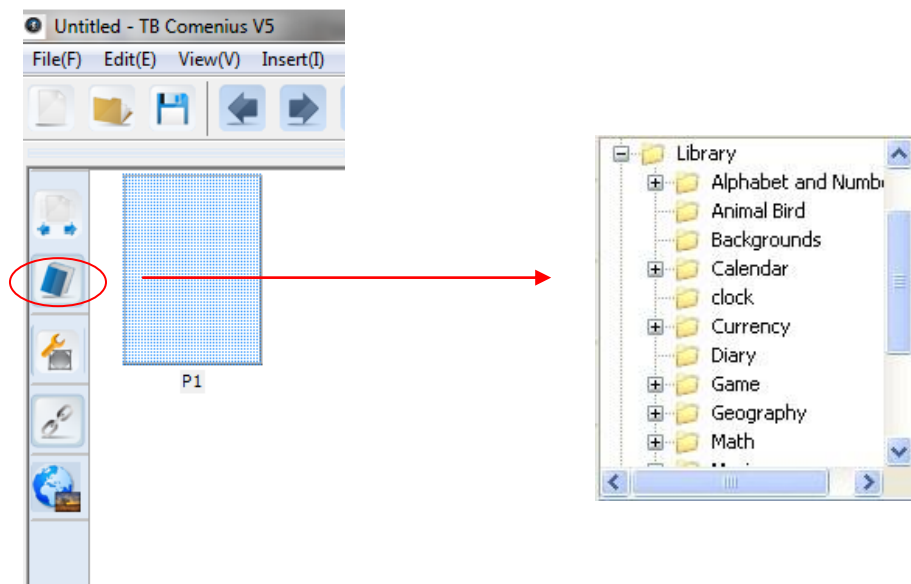 Untitled - TB Comenius V5
File(F) Edit(E) View(V) Insert(I)
P1
Library
Alphabet and Numb
Animal Bird
Backgrounds
Calendar
clock
Currency
Diary
Game
Geography
Math